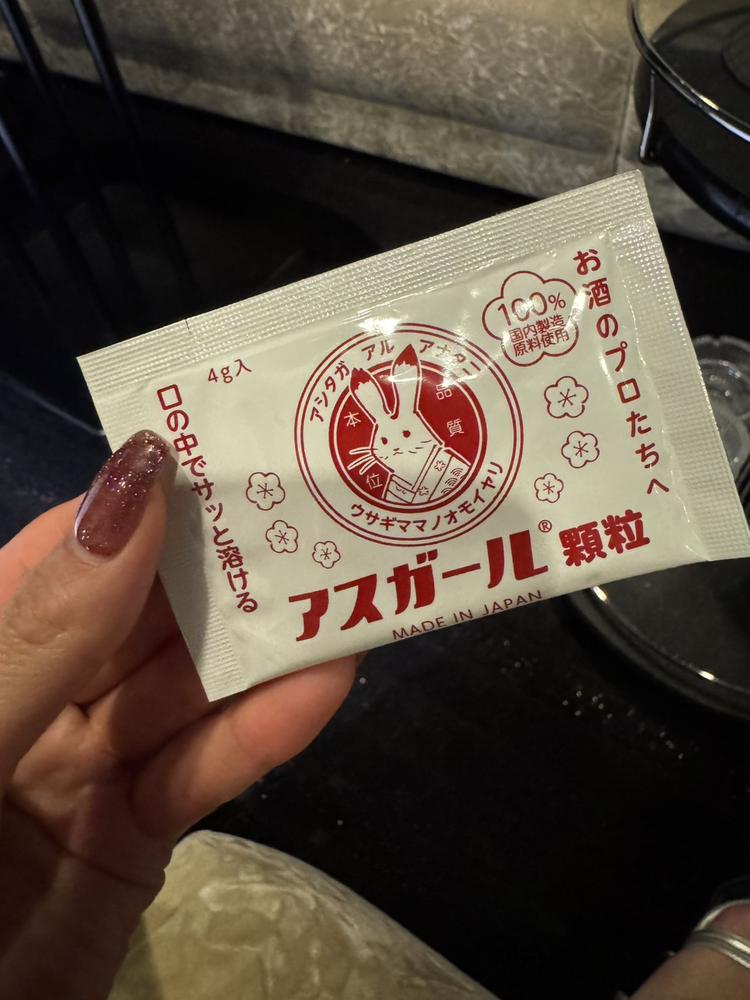 お酒のプロたちへ
100%
国内製造
原料使用
4g入
アシタガ アル アナタニ
品質
本位
ウサギママノオモイヤリ
口の中でサッと溶ける
アスガール® 顆粒
MADE IN JAPAN